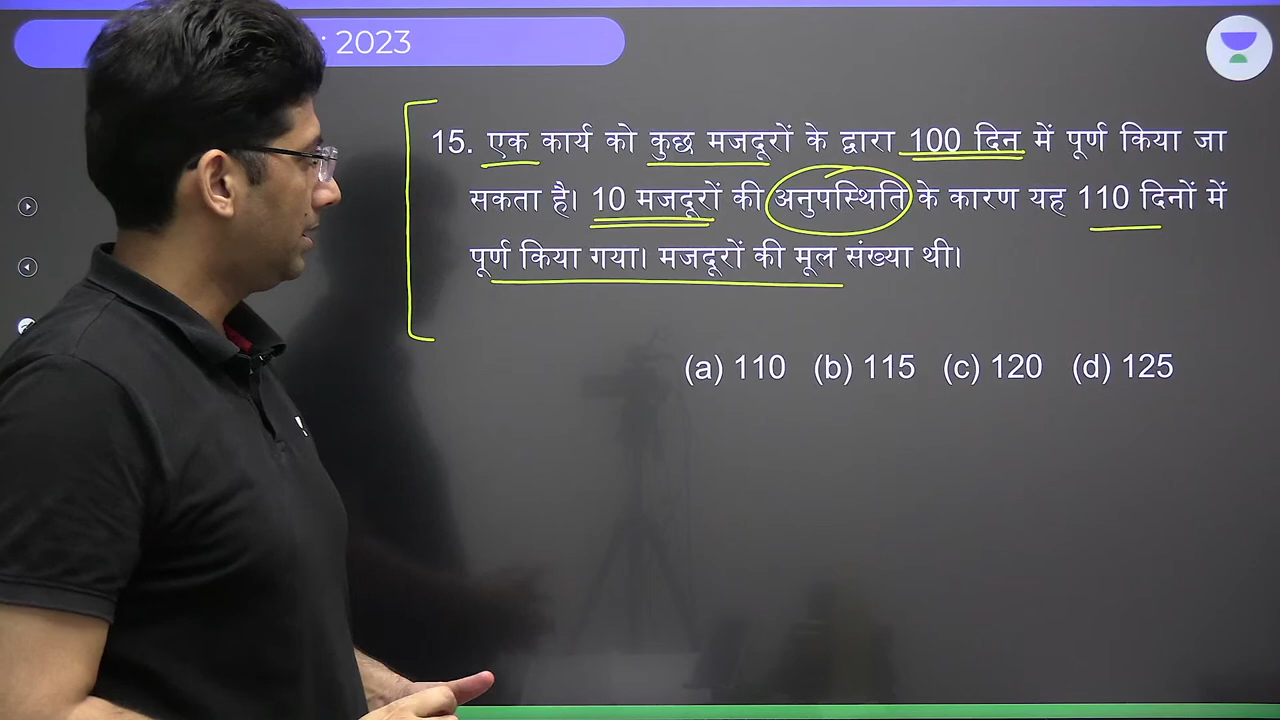 : 2023
15. एक कार्य को कुछ मजदूरों के द्वारा 100 दिन में पूर्ण किया जा
सकता है। 10 मजदूरों की अनुपस्थिति के कारण यह 110 दिनों में
पूर्ण किया गया। मजदूरों की मूल संख्या थी।
(a) 110 (b) 115 (c) 120 (d) 125